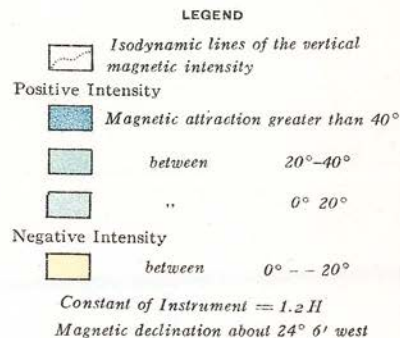 LEGEND
Isodynamic lines of the vertical
magnetic intensity
Positive Intensity
Magnetic attraction greater than 40°
between 20°–40°
„ 0° 20°
Negative Intensity
between 0° – – 20°
Constant of Instrument = 1.2 H
Magnetic declination about 24° 6' west